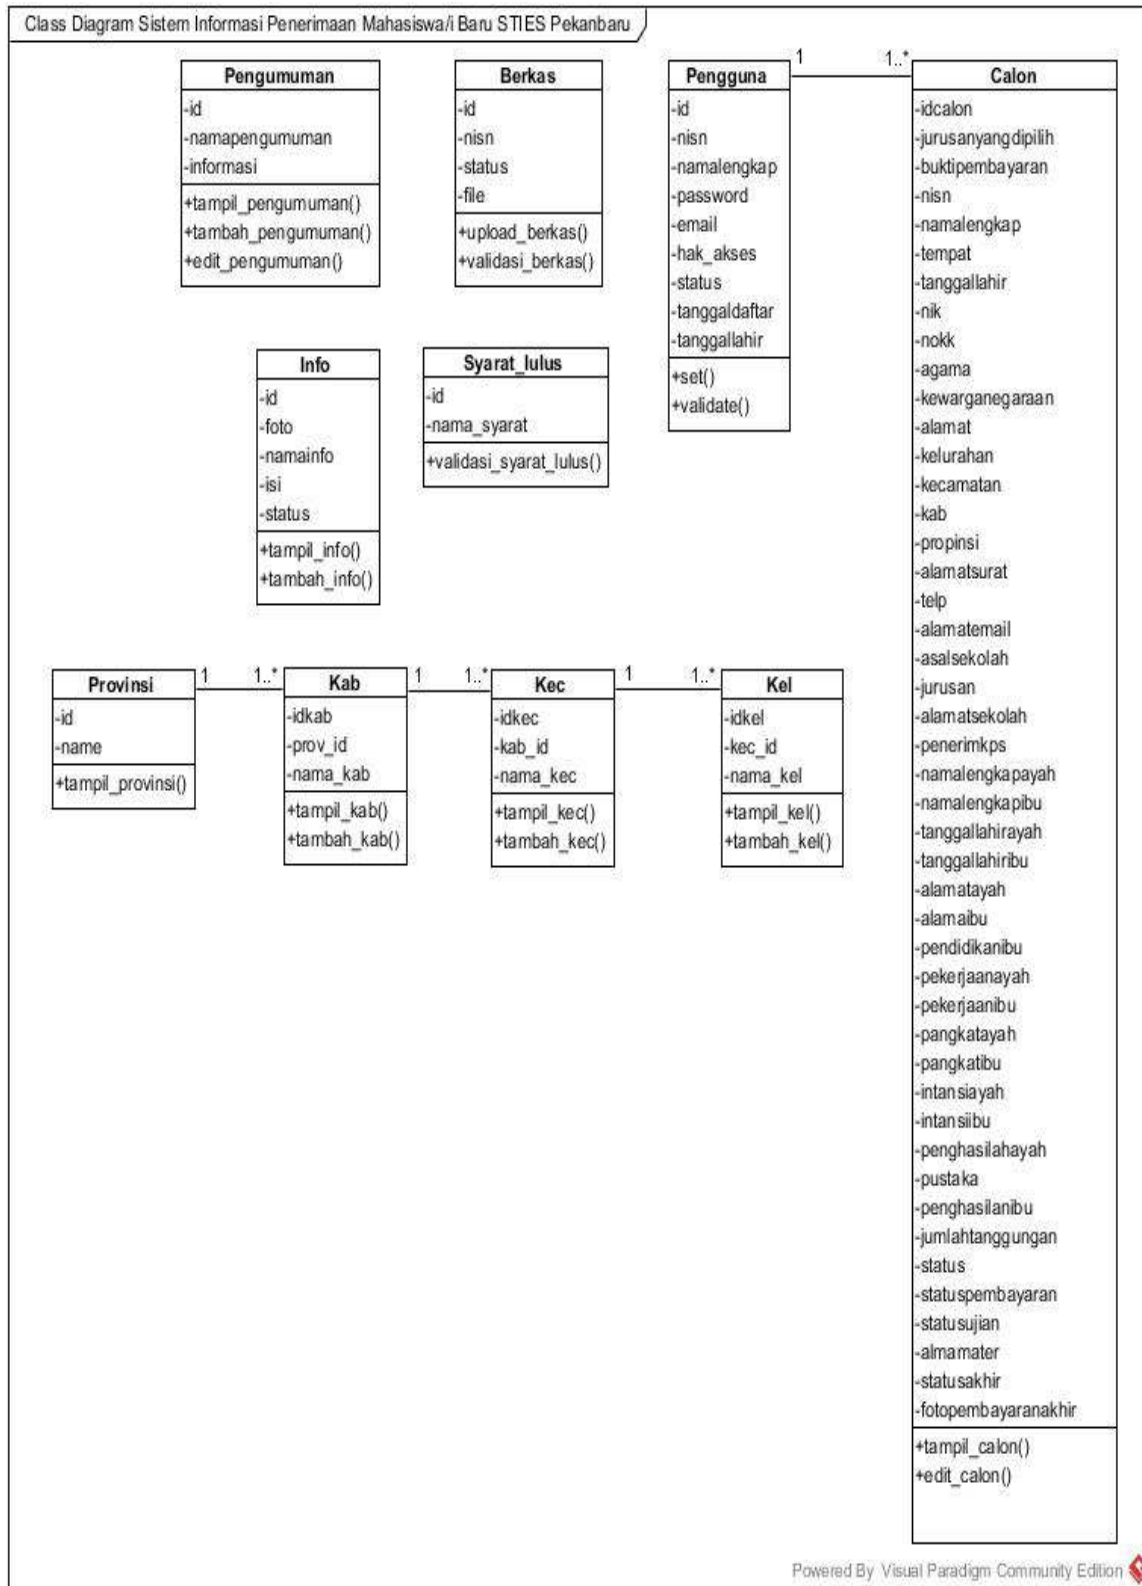 Class Diagram Sistem Informasi Penerimaan Mahasiswa/i Baru STIES Pekanbaru
Pengumuman
-id
-namapengumuman
-informasi
+tampil_pengumuman()
+tambah_pengumuman()
+edit_pengumuman()
Berkas
-id
-nisn
-status
-file
+upload_berkas()
+validasi_berkas()
Pengguna
-id
-nisn
-namalengkap
-password
-email
-hak_akses
-status
-tanggaldaftar
-tanggallahir
+set()
+validate()
1
1..*
Calon
-idcalon
-jurusanyangdipilih
-buktipembayaran
-nisn
-namalengkap
-tempat
-tanggallahir
-nik
-nokk
-agama
-kewarganegaraan
-alamat
-kelurahan
-kecamatan
-kab
-propinsi
-alamatsurat
-telp
-alamatemail
-asalsekolah
-jurusan
-alamatsekolah
-penerimkps
-namalengkapayah
-namalengkapibu
-tanggallahirayah
-tanggallahiribu
-alamatayah
-alamaibu
-pendidikanibu
-pekerjaanayah
-pekerjaanibu
-pangkatayah
-pangkatibu
-intansiayah
-intansiibu
-penghasilahayah
-pustaka
-penghasilanibu
-jumlahtanggungan
-status
-statuspembayaran
-statusujian
-almamater
-statusakhir
-fotopembayaranakhir
+tampil_calon()
+edit_calon()
Info
-id
-foto
-namainfo
-isi
-status
+tampil_info()
+tambah_info()
Syarat_lulus
-id
-nama_syarat
+validasi_syarat_lulus()
Provinsi
-id
-name
+tampil_provinsi()
1
1..*
Kab
-idkab
-prov_id
-nama_kab
+tampil_kab()
+tambah_kab()
1
1..*
Kec
-idkec
-kab_id
-nama_kec
+tampil_kec()
+tambah_kec()
1
1..*
Kel
-idkel
-kec_id
-nama_kel
+tampil_kel()
+tambah_kel()
Powered By Visual Paradigm Community Edition